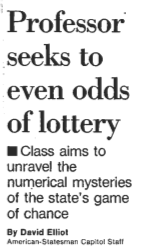 Professor
seeks to
even odds
of lottery
■ Class aims to
unravel the
numerical mysteries
of the state's game
of chance
By David Elliot
American-Statesman Capitol Staff